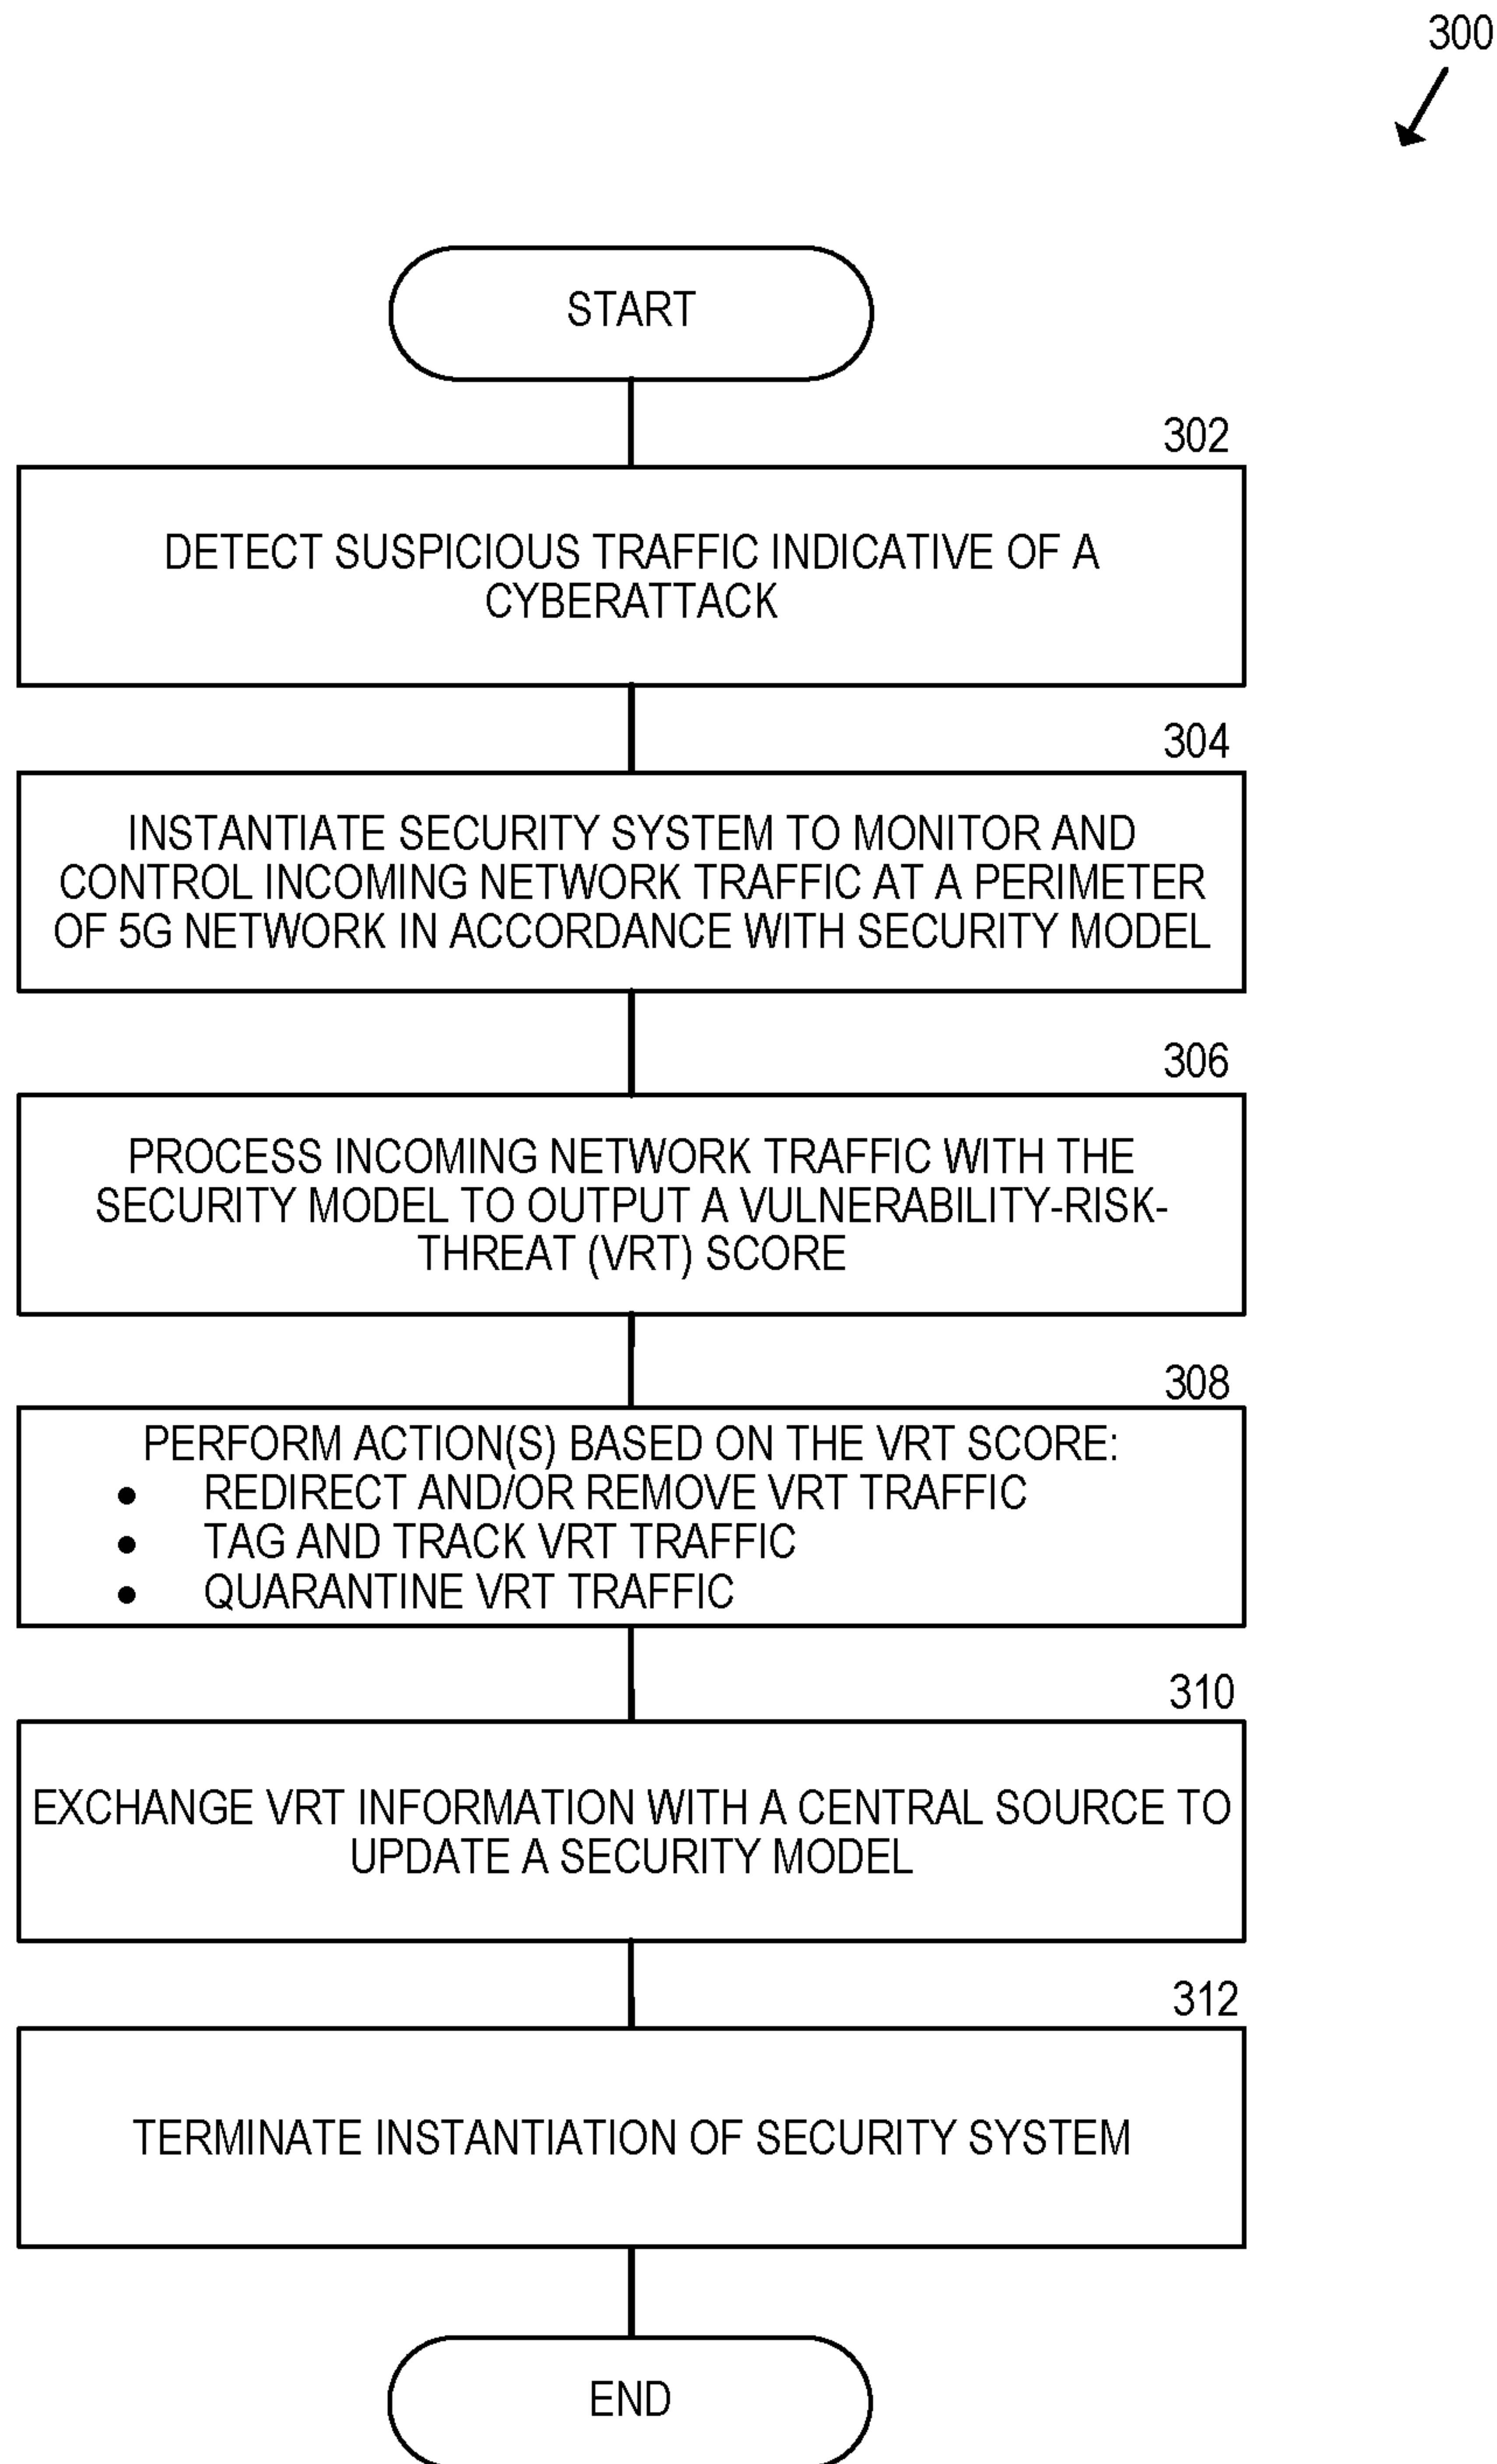 300
START
302
DETECT SUSPICIOUS TRAFFIC INDICATIVE OF A
CYBERATTACK
304
INSTANTIATE SECURITY SYSTEM TO MONITOR AND
CONTROL INCOMING NETWORK TRAFFIC AT A PERIMETER
OF 5G NETWORK IN ACCORDANCE WITH SECURITY MODEL
306
PROCESS INCOMING NETWORK TRAFFIC WITH THE
SECURITY MODEL TO OUTPUT A VULNERABILITY-RISK-
THREAT (VRT) SCORE
308
PERFORM ACTION(S) BASED ON THE VRT SCORE:
• REDIRECT AND/OR REMOVE VRT TRAFFIC
• TAG AND TRACK VRT TRAFFIC
• QUARANTINE VRT TRAFFIC
310
EXCHANGE VRT INFORMATION WITH A CENTRAL SOURCE TO
UPDATE A SECURITY MODEL
312
TERMINATE INSTANTIATION OF SECURITY SYSTEM
END